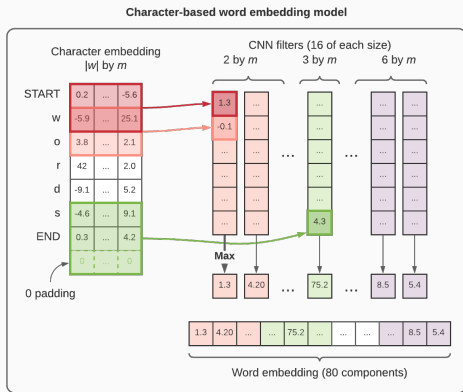 Character-based word embedding model
Character embedding
|w| by m
CNN filters (16 of each size)
2 by m
3 by m
6 by m
START 0.2 ... -5.6
w -5.9 ... 25.1
o 3.8 ... 2.1
r 42 ... 2.0
d -9.1 ... 5.2
s -4.6 ... 9.1
END 0.3 ... 4.2
0 ... 0
0 padding
1.3 ... ... ... ...
-0.1 ... ... ... ...
... ... ... ... ...
... ... ... ... ...
... ... ... ... ...
... ... 4.3 ... ...
... ...
Max
1.3 4.20 ... 75.2 ... 8.5 5.4
1.3 4.20 ... ... 75.2 ... ... ... ... 8.5 5.4
Word embedding (80 components)